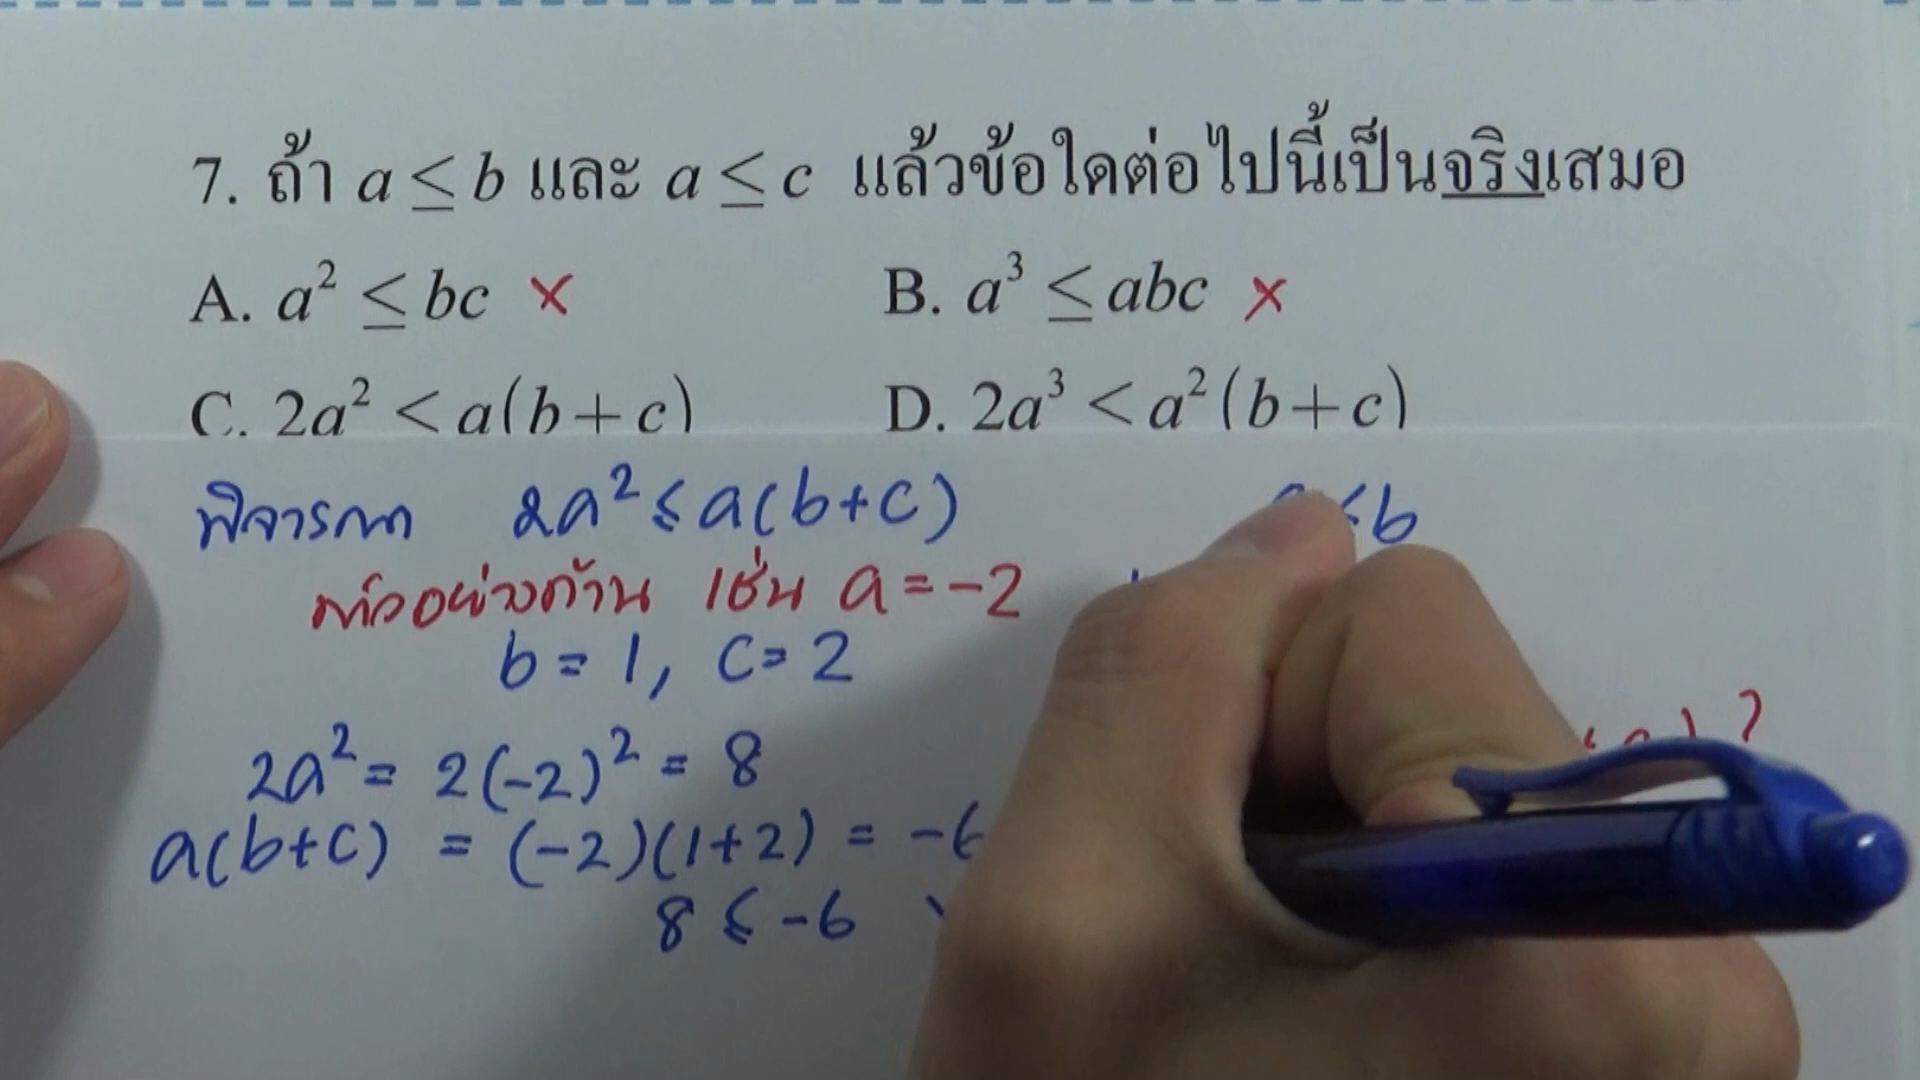 7. ถ้า a ≤ b และ a ≤ c แล้วข้อใดต่อไปนี้เป็นจริงเสมอ
A. a² ≤ bc ×
B. a³ ≤ abc ×
C. 2a² < a(b+c)
D. 2a³ < a²(b+c)
พิจารณา 2a² ≤ a(b+c)
≤ b
ตัวอย่างค้าน เช่น a = -2
b = 1, c = 2
2a² = 2(-2)² = 8
a(b+c) = (-2)(1+2) = -6
8 ≤ -6